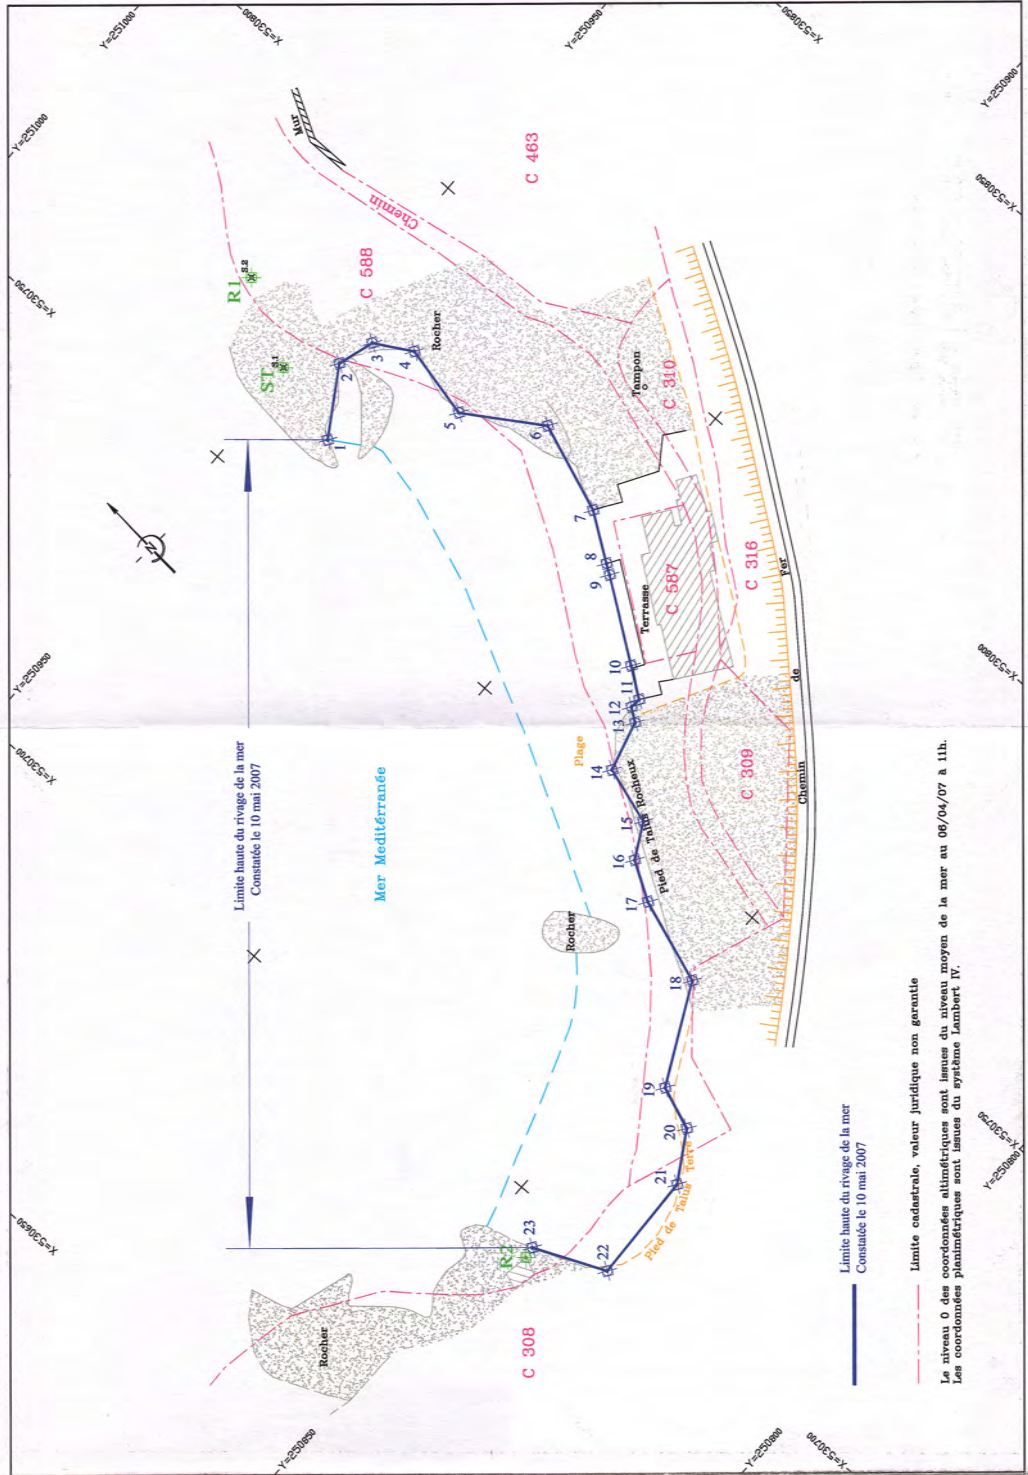 Y=251000
X=530800
Y=250950
X=530850
Y=250900
X=530850
Y=251000
X=530750
Y=250950
X=530700
X=530800
X=530650
X=530750
Y=250800
Y=250850
Y=250800
X=530700
Mur
C 463
Chemin
C 588
R1
S.2
ST
S.1
Rocher
Tampon
C 310
1
2
3
4
5
6
7
8
9
10
11
12
13
14
15
16
17
18
19
20
21
22
23
Terrasse
C 587
C 316
Fer
de
Chemin
C 309
Plage
Pied de Talus Rocheux
Limite haute du rivage de la mer
Constatée le 10 mai 2007
Mer Meditérranée
Rocher
Pied de Talus Terre
R2
C 308
Rocher
Limite haute du rivage de la mer
Constatée le 10 mai 2007
Limite cadastrale, valeur juridique non garantie
Le niveau 0 des coordonnées altimétriques sont issues du niveau moyen de la mer au 06/04/07 à 11h.
Les coordonnées planimétriques sont issues du système Lambert IV.